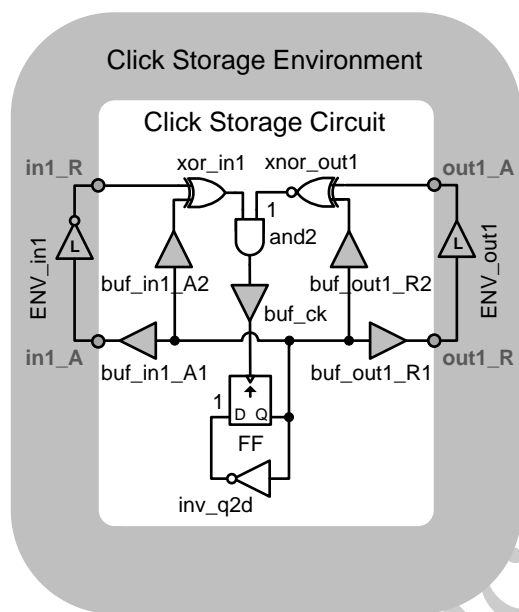 Click Storage Environment
Click Storage Circuit
in1_R
xor_in1
xnor_out1
out1_A
1
and2
L
ENV_in1
L
ENV_out1
buf_in1_A2
buf_out1_R2
buf_ck
in1_A
buf_in1_A1
buf_out1_R1
out1_R
1
D Q
FF
inv_q2d